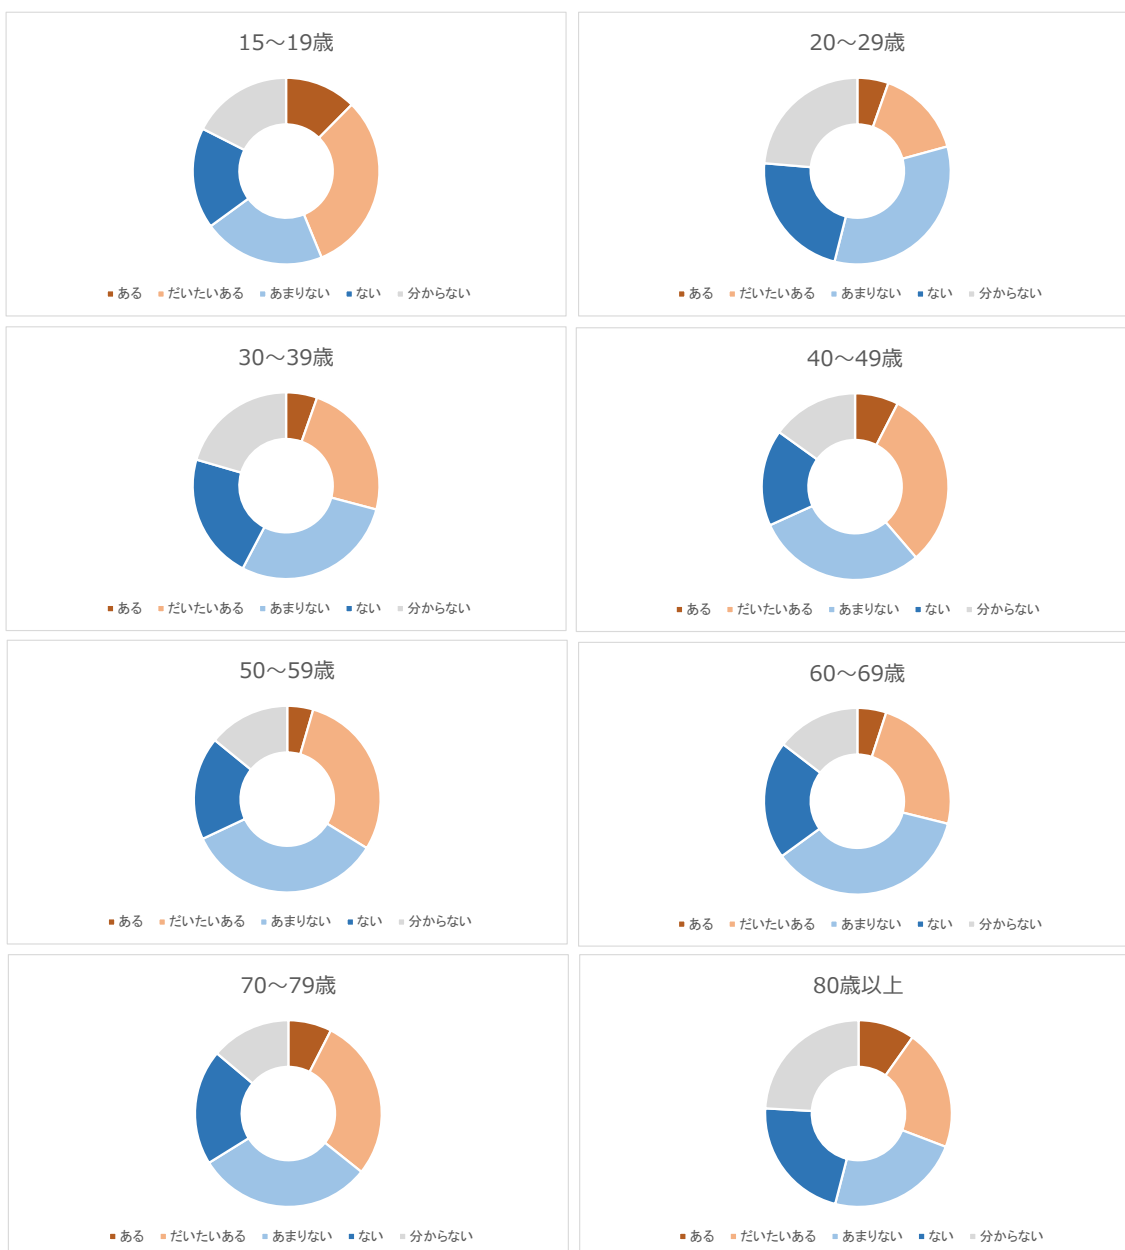 15～19歳
ある だいたいある あまりない ない 分からない
20～29歳
ある だいたいある あまりない ない 分からない
30～39歳
ある だいたいある あまりない ない 分からない
40～49歳
ある だいたいある あまりない ない 分からない
50～59歳
ある だいたいある あまりない ない 分からない
60～69歳
ある だいたいある あまりない ない 分からない
70～79歳
ある だいたいある あまりない ない 分からない
80歳以上
ある だいたいある あまりない ない 分からない